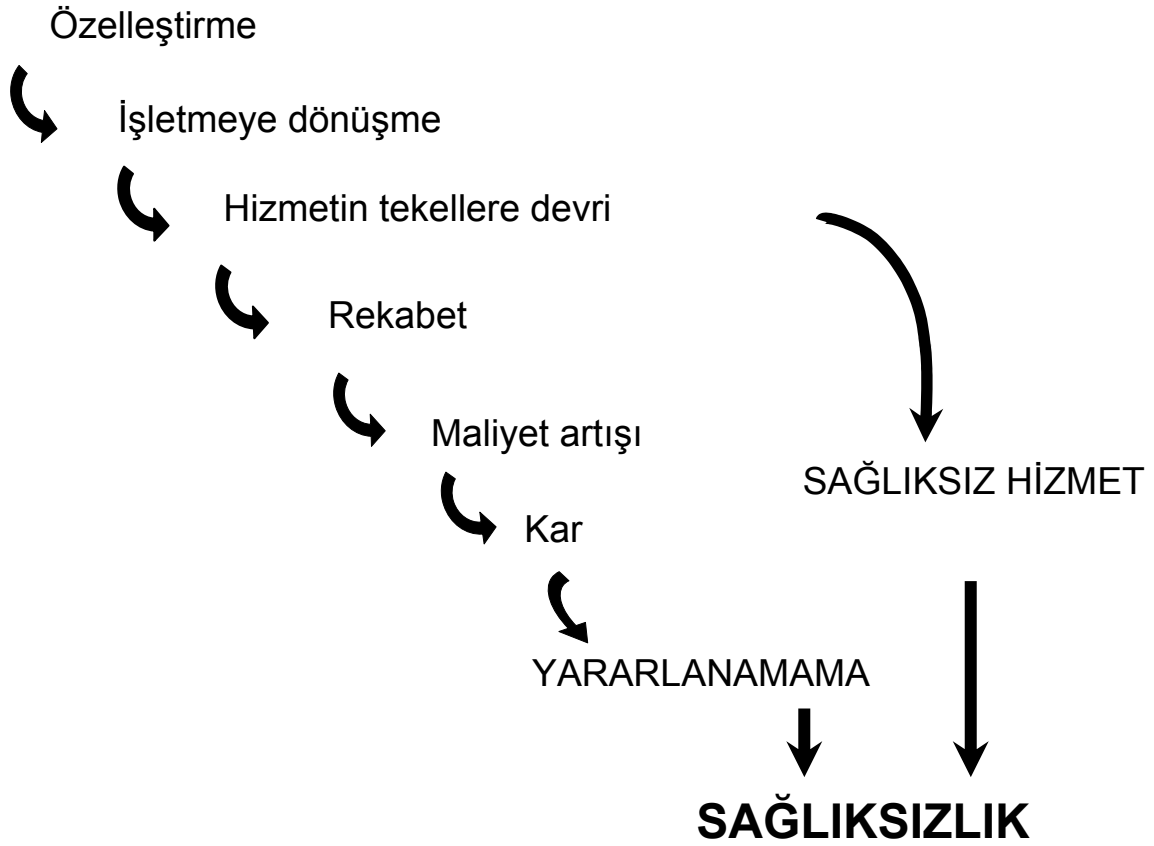 Özelleştirme
İşletmeye dönüşme
Hizmetin tekellere devri
Rekabet
Maliyet artışı
SAĞLIKSIZ HİZMET
Kar
YARARLANAMAMA
SAĞLIKSIZLIK